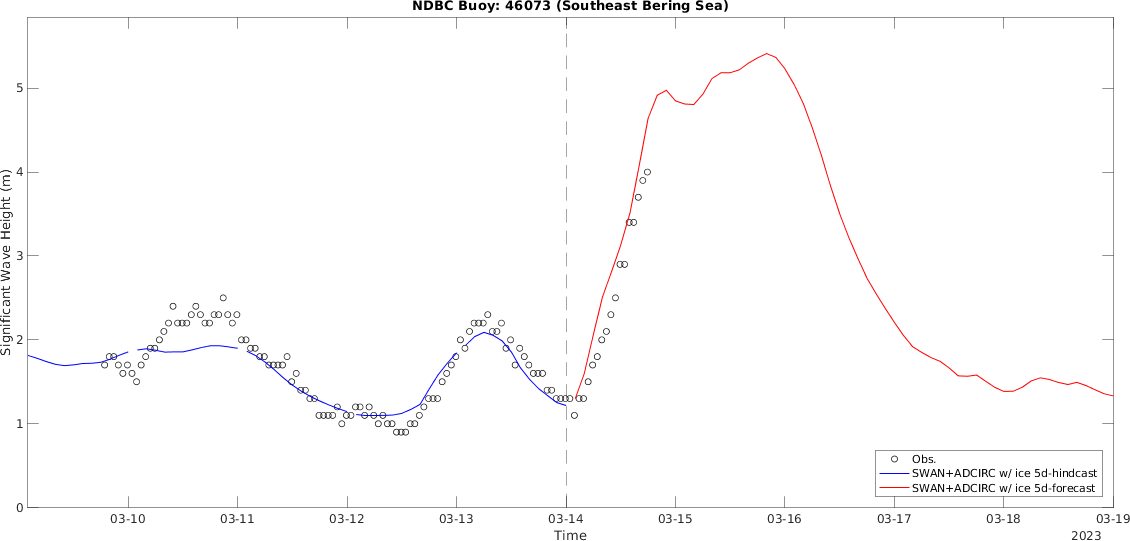 NDBC Buoy: 46073 (Southeast Bering Sea)
Significant Wave Height (m)
5
4
3
2
1
0
Obs.
SWAN+ADCIRC w/ ice 5d-hindcast
SWAN+ADCIRC w/ ice 5d-forecast
03-10 03-11 03-12 03-13 03-14 03-15 03-16 03-17 03-18 03-19
Time
2023